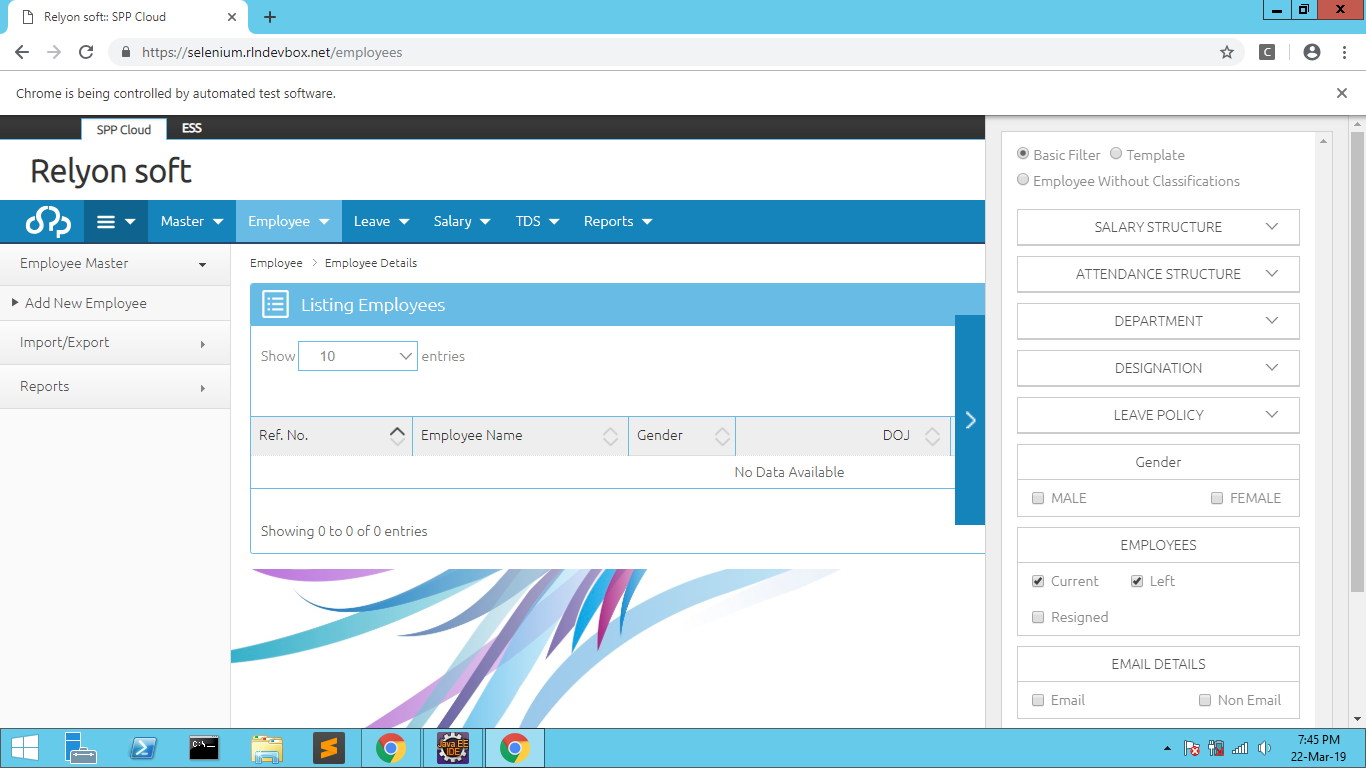 Relyon soft:: SPP Cloud
https://selenium.rlndevbox.net/employees
C
Chrome is being controlled by automated test software.
SPP Cloud ESS
Relyon soft
Master Employee Leave Salary TDS Reports
Employee Master
Add New Employee
Import/Export
Reports
Employee > Employee Details
Listing Employees
Show 10 entries
Ref. No. Employee Name Gender DOJ
No Data Available
Showing 0 to 0 of 0 entries
Basic Filter Template
Employee Without Classifications
SALARY STRUCTURE
ATTENDANCE STRUCTURE
DEPARTMENT
DESIGNATION
LEAVE POLICY
Gender
MALE FEMALE
EMPLOYEES
Current Left
Resigned
EMAIL DETAILS
Email Non Email
C:\_
Java EE
IDE
7:45 PM
22-Mar-19